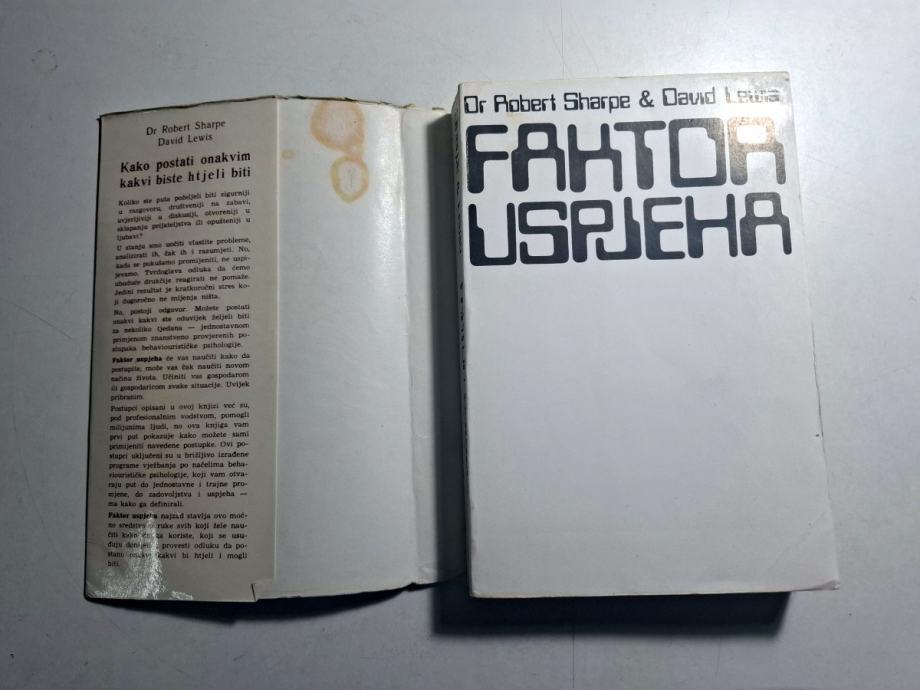 Dr Robert Sharpe
David Lewis
Kako postati onakvim
kakvi biste htjeli biti
Koliko ste puta poželjeli biti sigurniji
u razgovoru, društveniji na zabavi,
uvjerljiviji u diskusiji, otvoreniji u
sklapanju prijateljstva ili opušteniji u
ljubavi?
U stanju smo uočiti vlastite probleme,
analizirati ih, čak ih i razumjeti. No,
kada se pokušamo promijeniti, ne uspi-
jevamo. Tvrdoglava odluka da ćemo
ubuduće drukčije reagirati ne pomaže.
Jedini rezultat je kratkoročni stres ko-
ji dugoročno ne mijenja ništa.
No, postoji odgovor. Možete postati
onakvi kakvi ste oduvijek željeli biti
za nekoliko tjedana — jednostavnom
primjenom znanstveno provjerenih po-
stupaka behaviourističke psihologije.
Faktor uspjeha će vas naučiti kako da
postupite, može vas čak naučiti novom
načinu života. Učiniti vas gospodarom
ili gospodaricom svake situacije. Uvijek
pribranim.
Postupci opisani u ovoj knjizi već su,
pod profesionalnim vodstvom, pomogli
milijunima ljudi, no ova knjiga vam
prvi put pokazuje kako možete sami
primijeniti navedene postupke. Ovi po-
stupci uključeni su u brižljivo izrađene
programe vježbanja po načelima beha-
viourističke psihologije, koji vam otva-
raju put do jednostavne i trajne pro-
mjene, do zadovoljstva i uspjeha —
ma kako ga definirali.
Faktor uspjeha najzad stavlja ovo moć-
no sredstvo u ruke svih koji žele nau-
čiti kako da ga koriste, koji se usu-
đuju donijeti i provesti odluku da po-
stanu onakvi kakvi bi htjeli i mogli
biti.
Dr Robert Sharpe & David Lewis
FAKTOR
USPJEHA